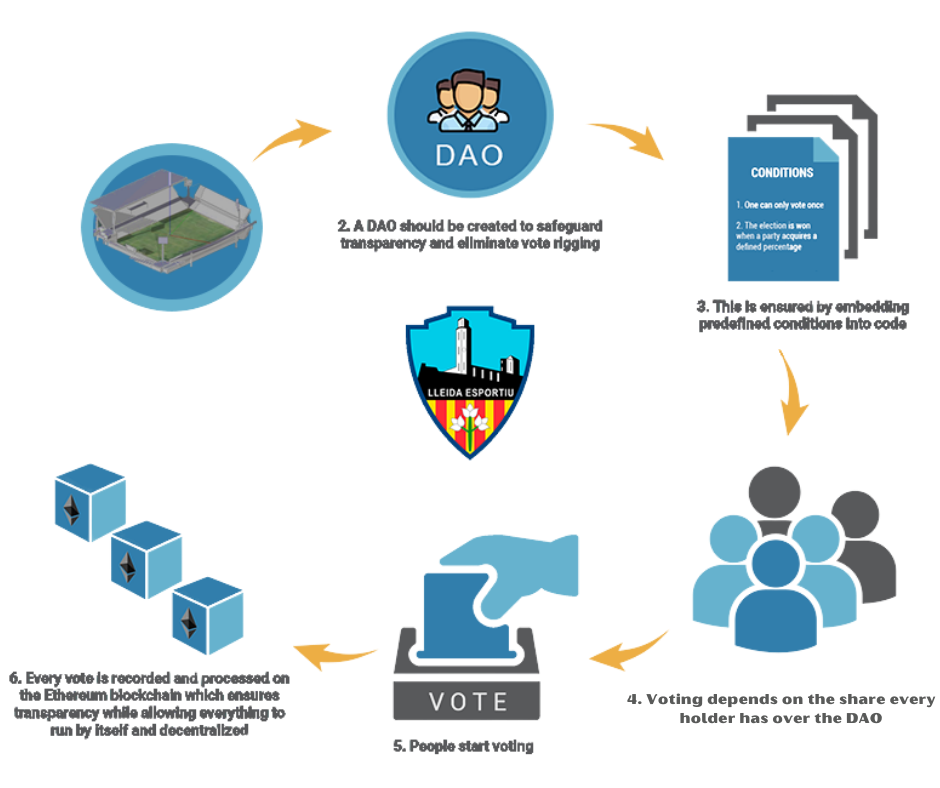 DAO
2. A DAO should be created to safeguard
transparency and eliminate vote rigging
CONDITIONS
1. One can only vote once
2. The election is won
when a party acquires a
defined percentage
3. This is ensured by embedding
predefined conditions into code
LLEIDA ESPORTIU
4. Voting depends on the share every
holder has over the DAO
VOTE
5. People start voting
6. Every vote is recorded and processed on
the Ethereum blockchain which ensures
transparency while allowing everything to
run by itself and decentralized